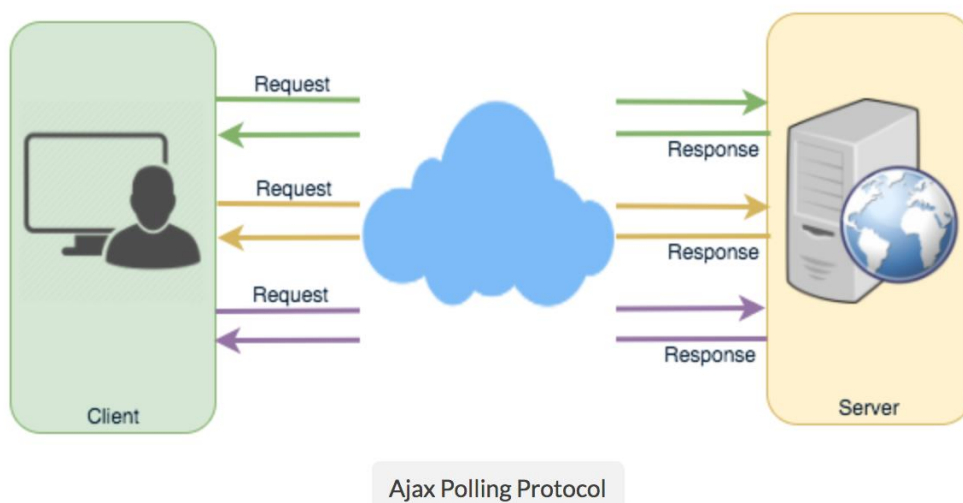 Request
Response
Request
Response
Request
Response
Client
Server
Ajax Polling Protocol